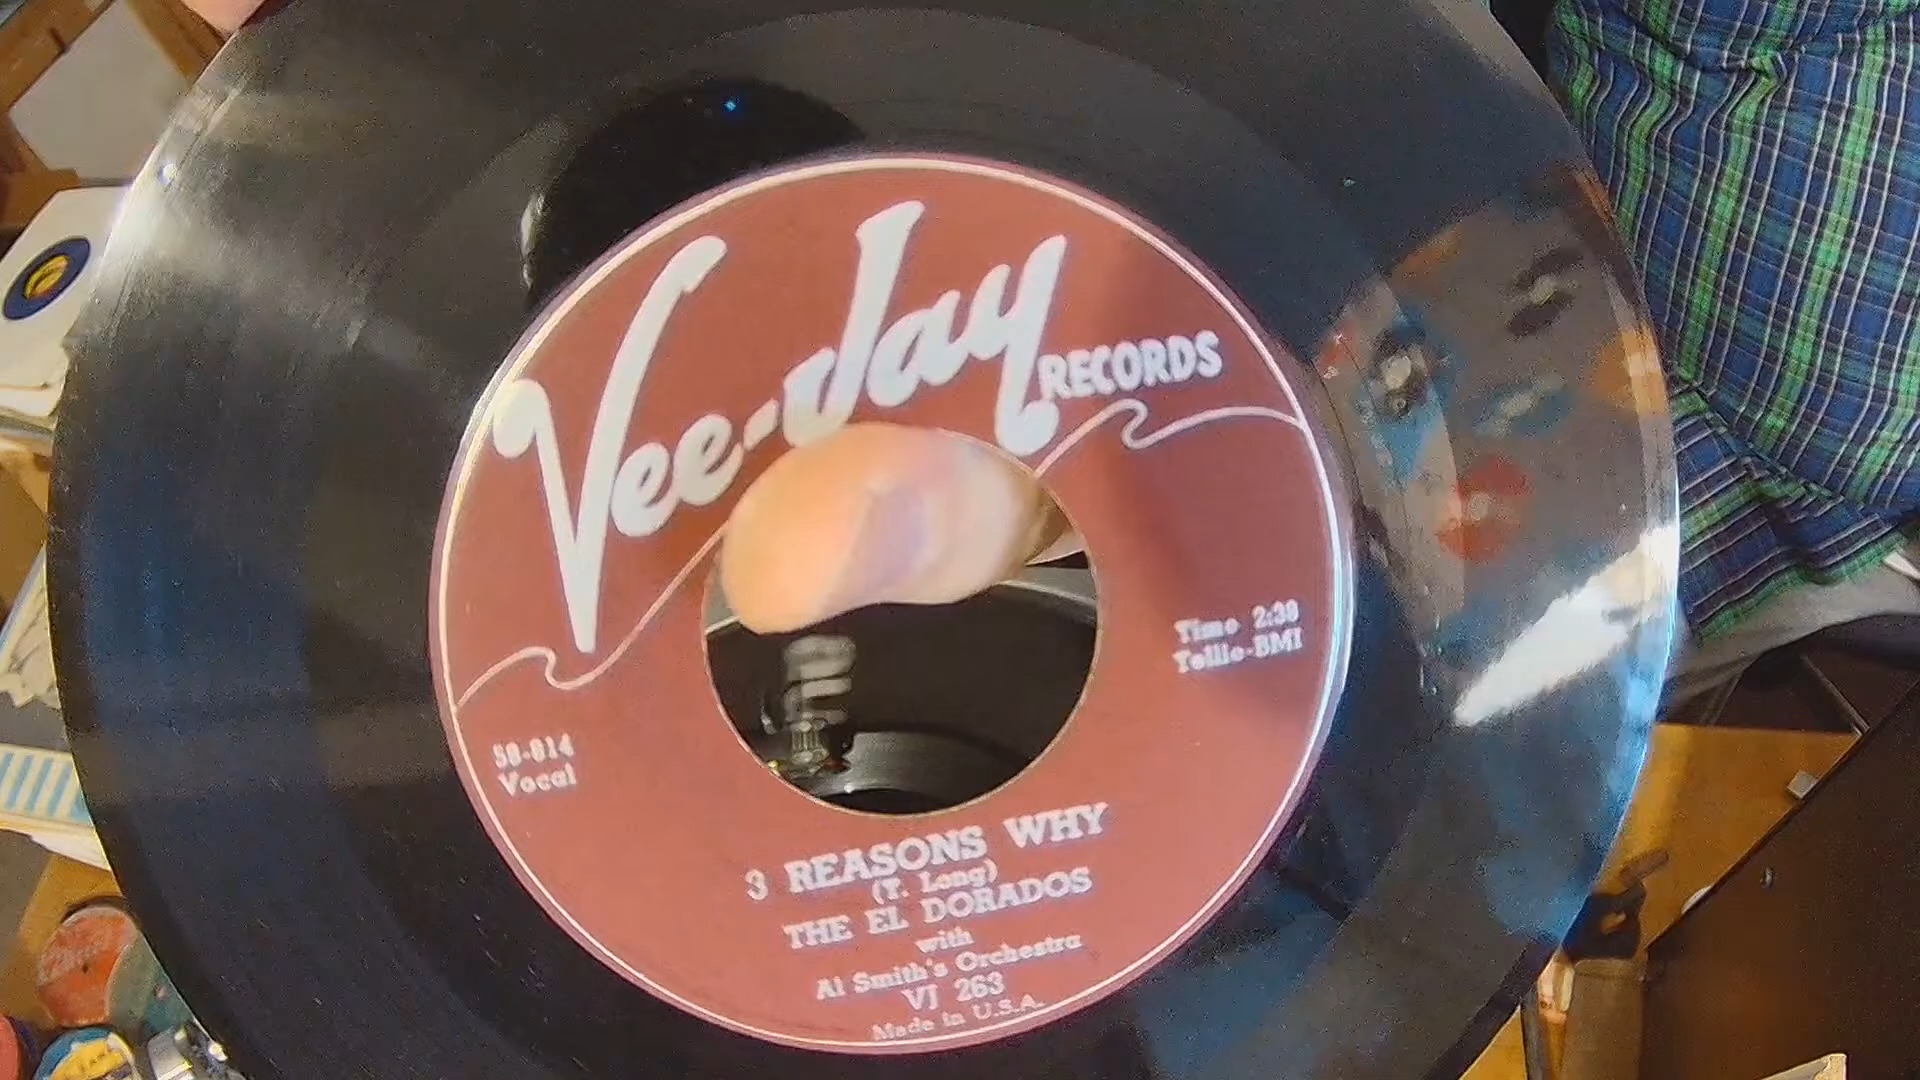 Vee-Jay RECORDS
Time 2:30
Tollie-BMI
58-814
Vocal
3 REASONS WHY
(T. Long)
THE EL DORADOS
with
Al Smith's Orchestra
VJ 263
Made in U.S.A.